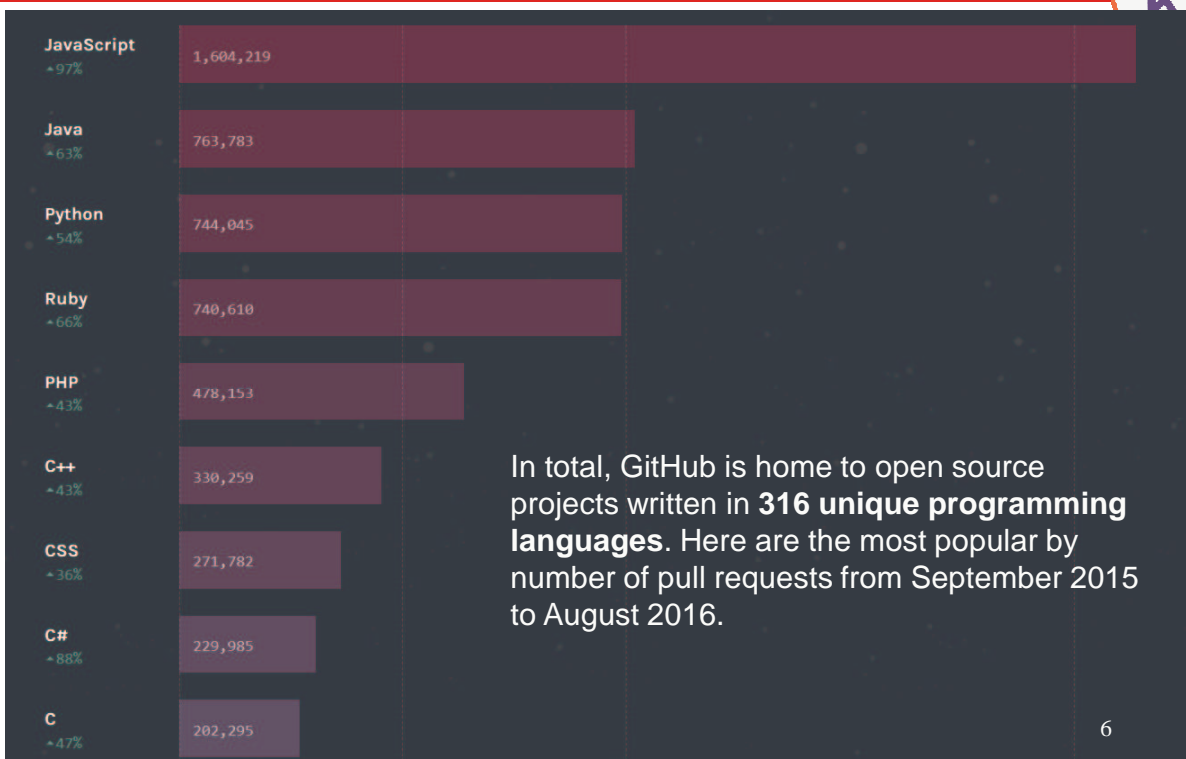 JavaScript
▲97%
1,604,219
Java
▲63%
763,783
Python
▲54%
744,045
Ruby
▲66%
740,610
PHP
▲43%
478,153
C++
▲43%
330,259
CSS
▲36%
271,782
C#
▲88%
229,985
C
▲47%
202,295
In total, GitHub is home to open source
projects written in 316 unique programming
languages. Here are the most popular by
number of pull requests from September 2015
to August 2016.
6